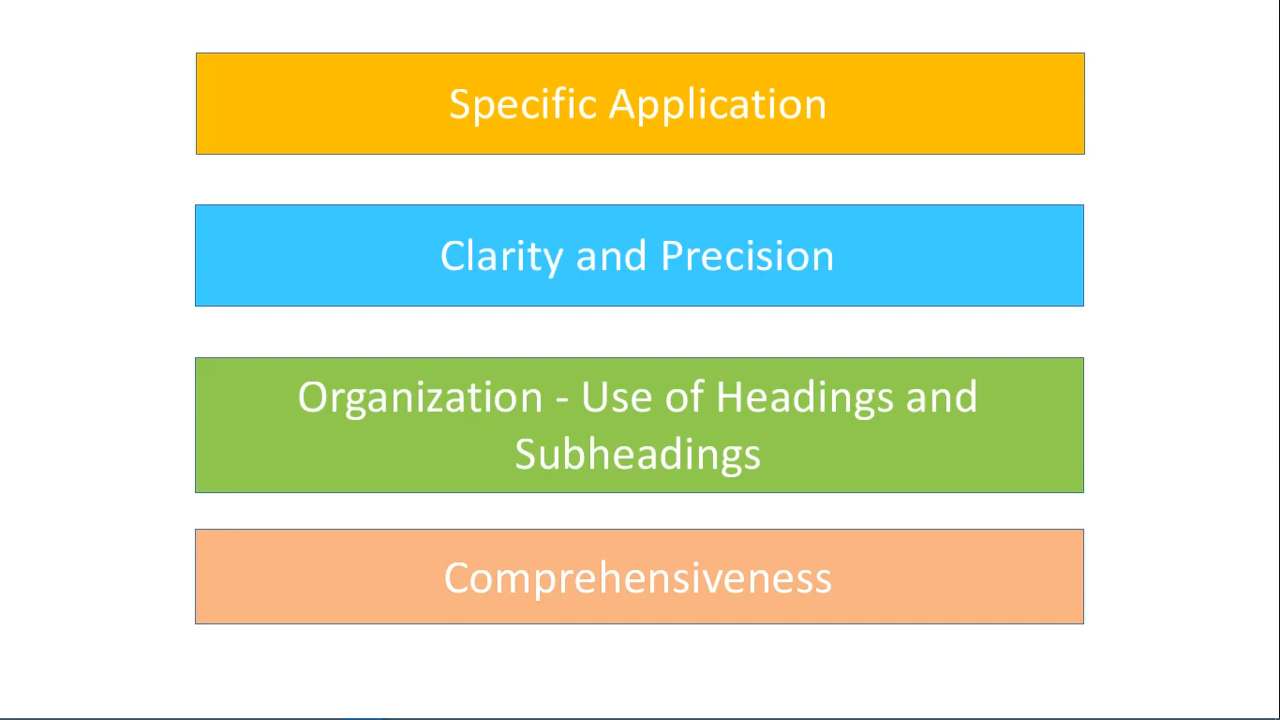 Specific Application
Clarity and Precision
Organization - Use of Headings and
Subheadings
Comprehensiveness